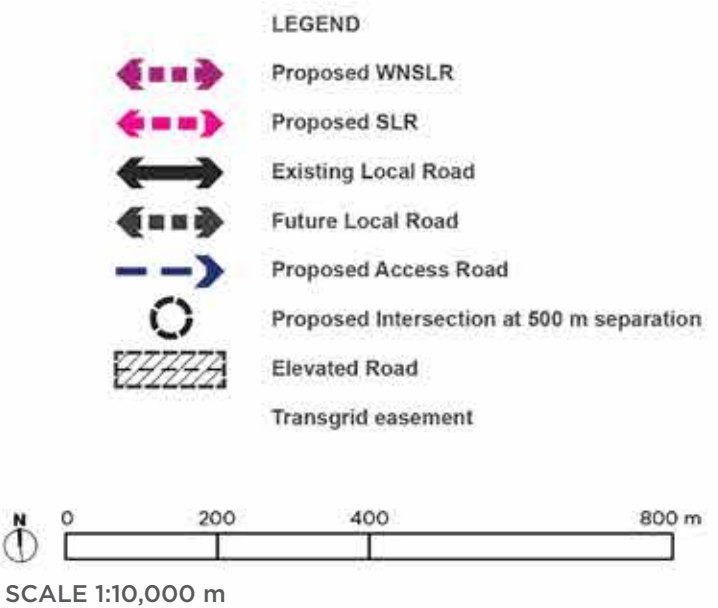 LEGEND
Proposed WNSLR
Proposed SLR
Existing Local Road
Future Local Road
Proposed Access Road
Proposed Intersection at 500 m separation
Elevated Road
Transgrid easement
N 0 200 400 800 m
SCALE 1:10,000 m